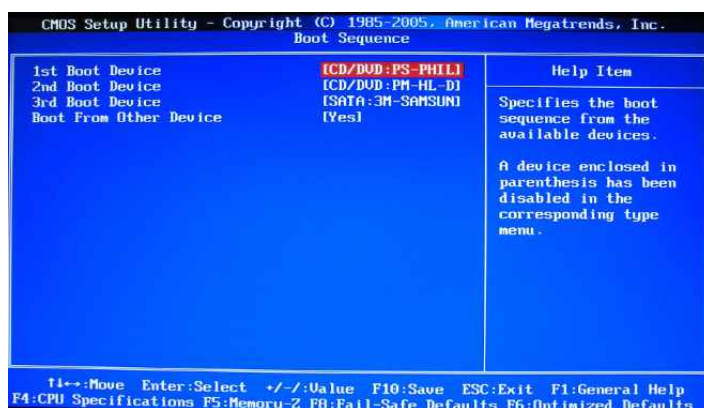 CMOS Setup Utility - Copyright (C) 1985-2005, American Megatrends, Inc.
Boot Sequence
1st Boot Device [CD/DVD:PS-PHIL]
2nd Boot Device [CD/DVD:PM-HL-D]
3rd Boot Device [SATA:3M-SAMSUN]
Boot From Other Device [Yes]
Help Item
Specifies the boot
sequence from the
available devices.
A device enclosed in
parenthesis has been
disabled in the
corresponding type
menu.
↑↓←→:Move Enter:Select +/-/:Value F10:Save ESC:Exit F1:General Help
F4:CPU Specifications F5:Memory-Z F8:Fail-Safe Defaults F6:Optimized Defaults